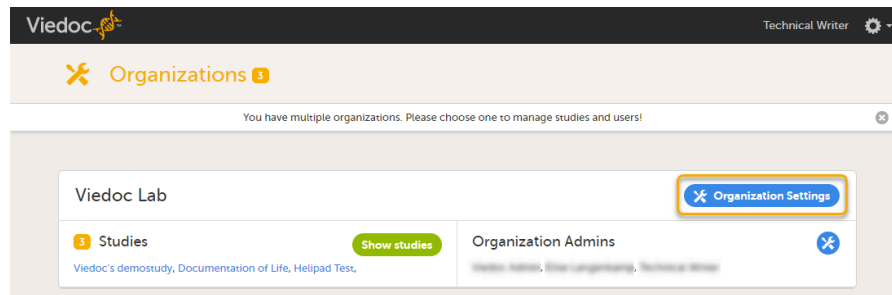 Viedoc
Technical Writer
Organizations 3
You have multiple organizations. Please choose one to manage studies and users!
Viedoc Lab
Organization Settings
3 Studies
Show studies
Viedoc's demostudy, Documentation of Life, Helipad Test,
Organization Admins